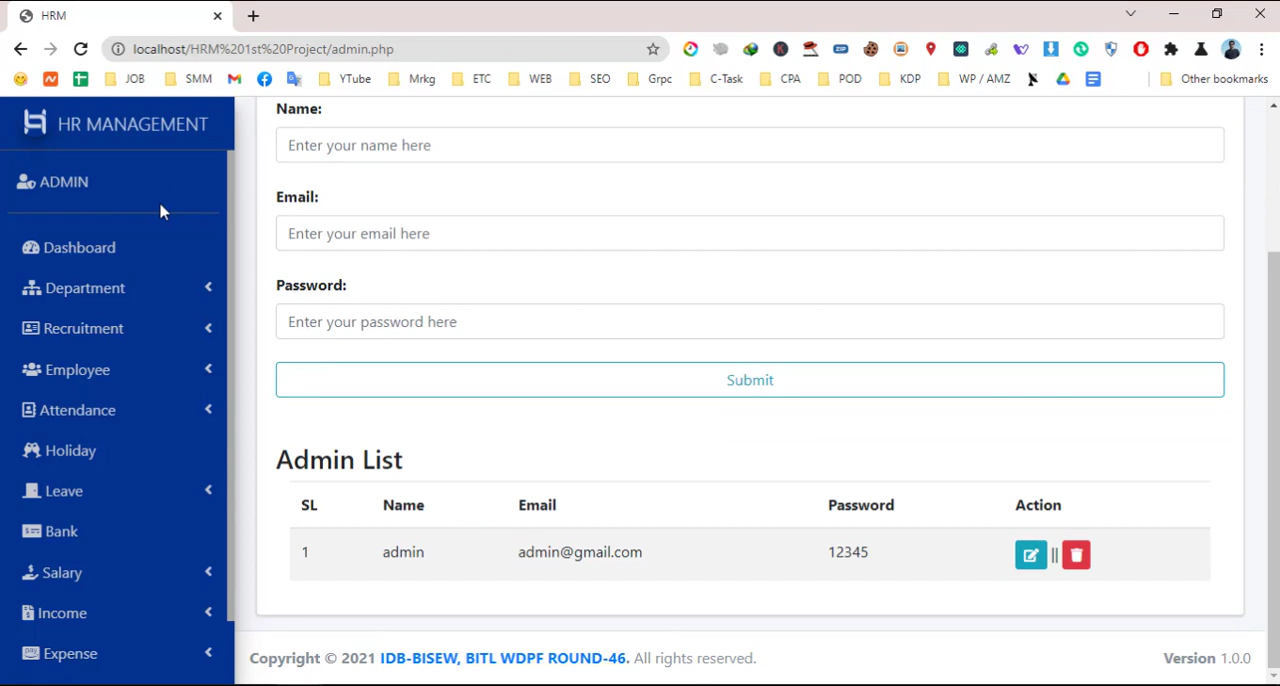 HRM
localhost/HRM%201st%20Project/admin.php
JOB SMM YTube Mrkg ETC WEB SEO Grpc C-Task CPA POD KDP WP / AMZ Other bookmarks
HR MANAGEMENT
ADMIN
Dashboard
Department
Recruitment
Employee
Attendance
Holiday
Leave
Bank
Salary
Income
Expense
Name:
Enter your name here
Email:
Enter your email here
Password:
Enter your password here
Submit
Admin List
SL Name Email Password Action
1 admin admin@gmail.com 12345 ||
Copyright © 2021 IDB-BISEW, BITL WDPF ROUND-46. All rights reserved.
Version 1.0.0